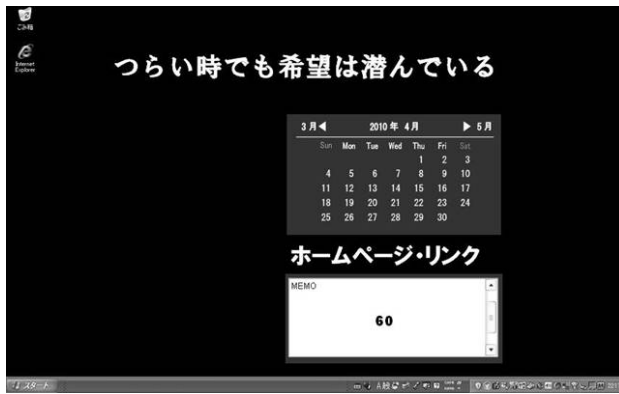 ごみ箱
Internet
Explorer
つらい時でも希望は潜んでいる
3月◀ 2010年 4月 ▶ 5月
Sun Mon Tue Wed Thu Fri Sat
1 2 3
4 5 6 7 8 9 10
11 12 13 14 15 16 17
18 19 20 21 22 23 24
25 26 27 28 29 30
ホームページ・リンク
MEMO
60
スタート